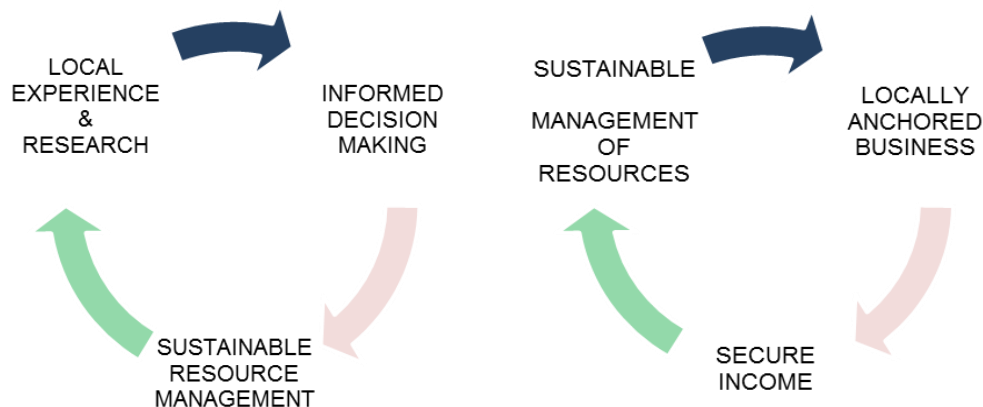 LOCAL
EXPERIENCE
&
RESEARCH
INFORMED
DECISION
MAKING
SUSTAINABLE
RESOURCE
MANAGEMENT
SUSTAINABLE
MANAGEMENT
OF
RESOURCES
LOCALLY
ANCHORED
BUSINESS
SECURE
INCOME